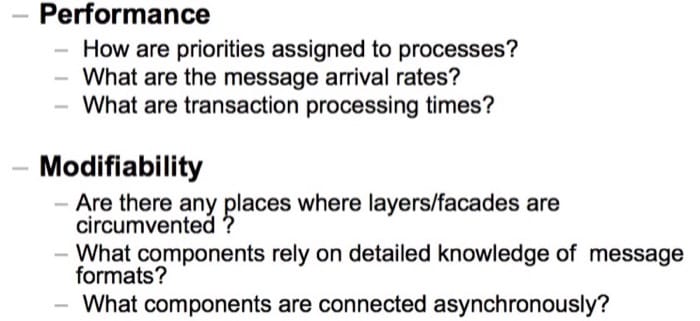 – Performance
– How are priorities assigned to processes?
– What are the message arrival rates?
– What are transaction processing times?
– Modifiability
– Are there any places where layers/facades are
circumvented ?
– What components rely on detailed knowledge of message
formats?
– What components are connected asynchronously?